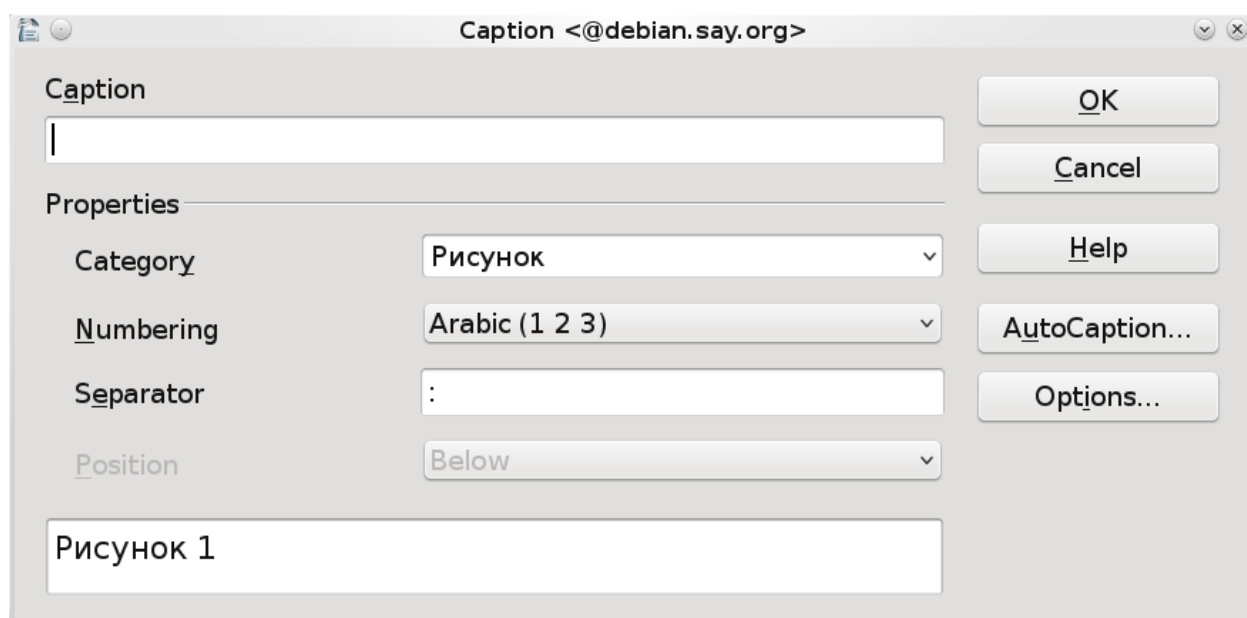 Caption <@debian.say.org>
Caption
OK
Cancel
Properties
Category
Рисунок
Help
Numbering
Arabic (1 2 3)
AutoCaption...
Separator
:
Options...
Position
Below
Рисунок 1